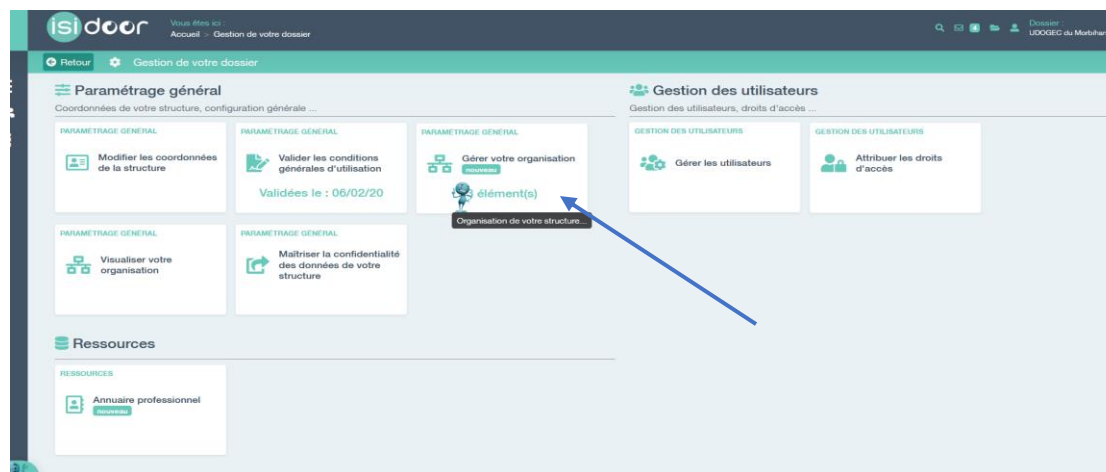 isidoor
Vous êtes ici :
Accueil > Gestion de votre dossier
4
Dossier :
UDOGEC du Morbihan
Retour
Gestion de votre dossier
Paramétrage général
Coordonnées de votre structure, configuration générale ...
Gestion des utilisateurs
Gestion des utilisateurs, droits d'accès ...
PARAMÉTRAGE GÉNÉRAL
Modifier les coordonnées
de la structure
PARAMÉTRAGE GÉNÉRAL
Valider les conditions
générales d'utilisation
Validées le : 06/02/20
PARAMÉTRAGE GÉNÉRAL
Gérer votre organisation
nouveau
élément(s)
Organisation de votre structure...
GESTION DES UTILISATEURS
Gérer les utilisateurs
GESTION DES UTILISATEURS
Attribuer les droits
d'accès
PARAMÉTRAGE GÉNÉRAL
Visualiser votre
organisation
PARAMÉTRAGE GÉNÉRAL
Maîtriser la confidentialité
des données de votre
structure
Ressources
RESSOURCES
Annuaire professionnel
nouveau